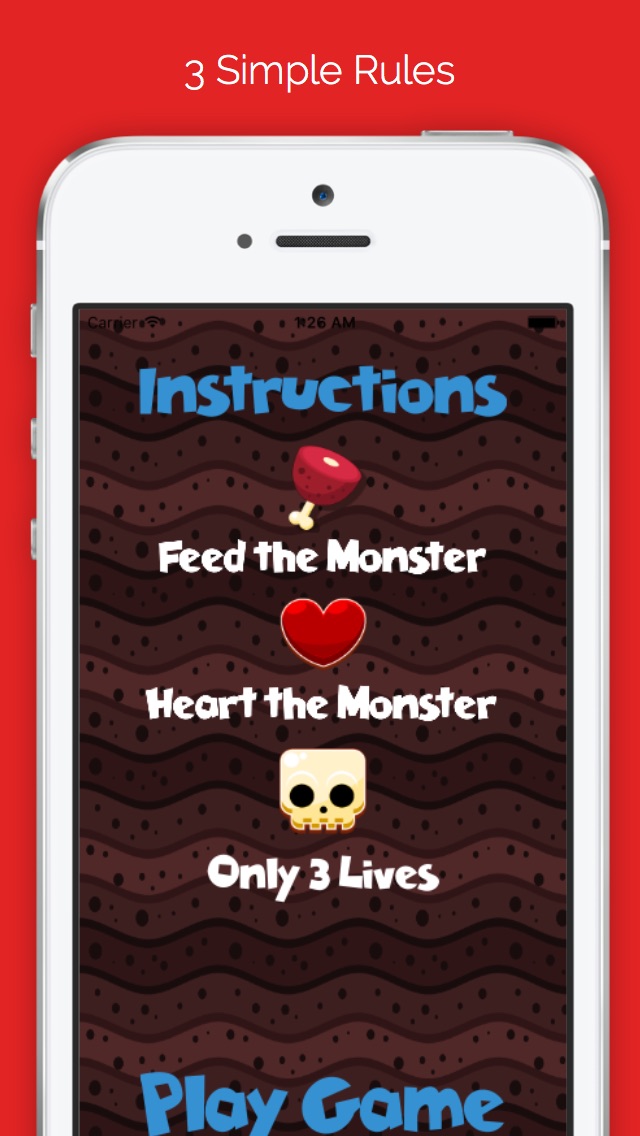 3 Simple Rules
Carrier 1:26 AM
Instructions
Feed the Monster
Heart the Monster
Only 3 Lives
Play Game